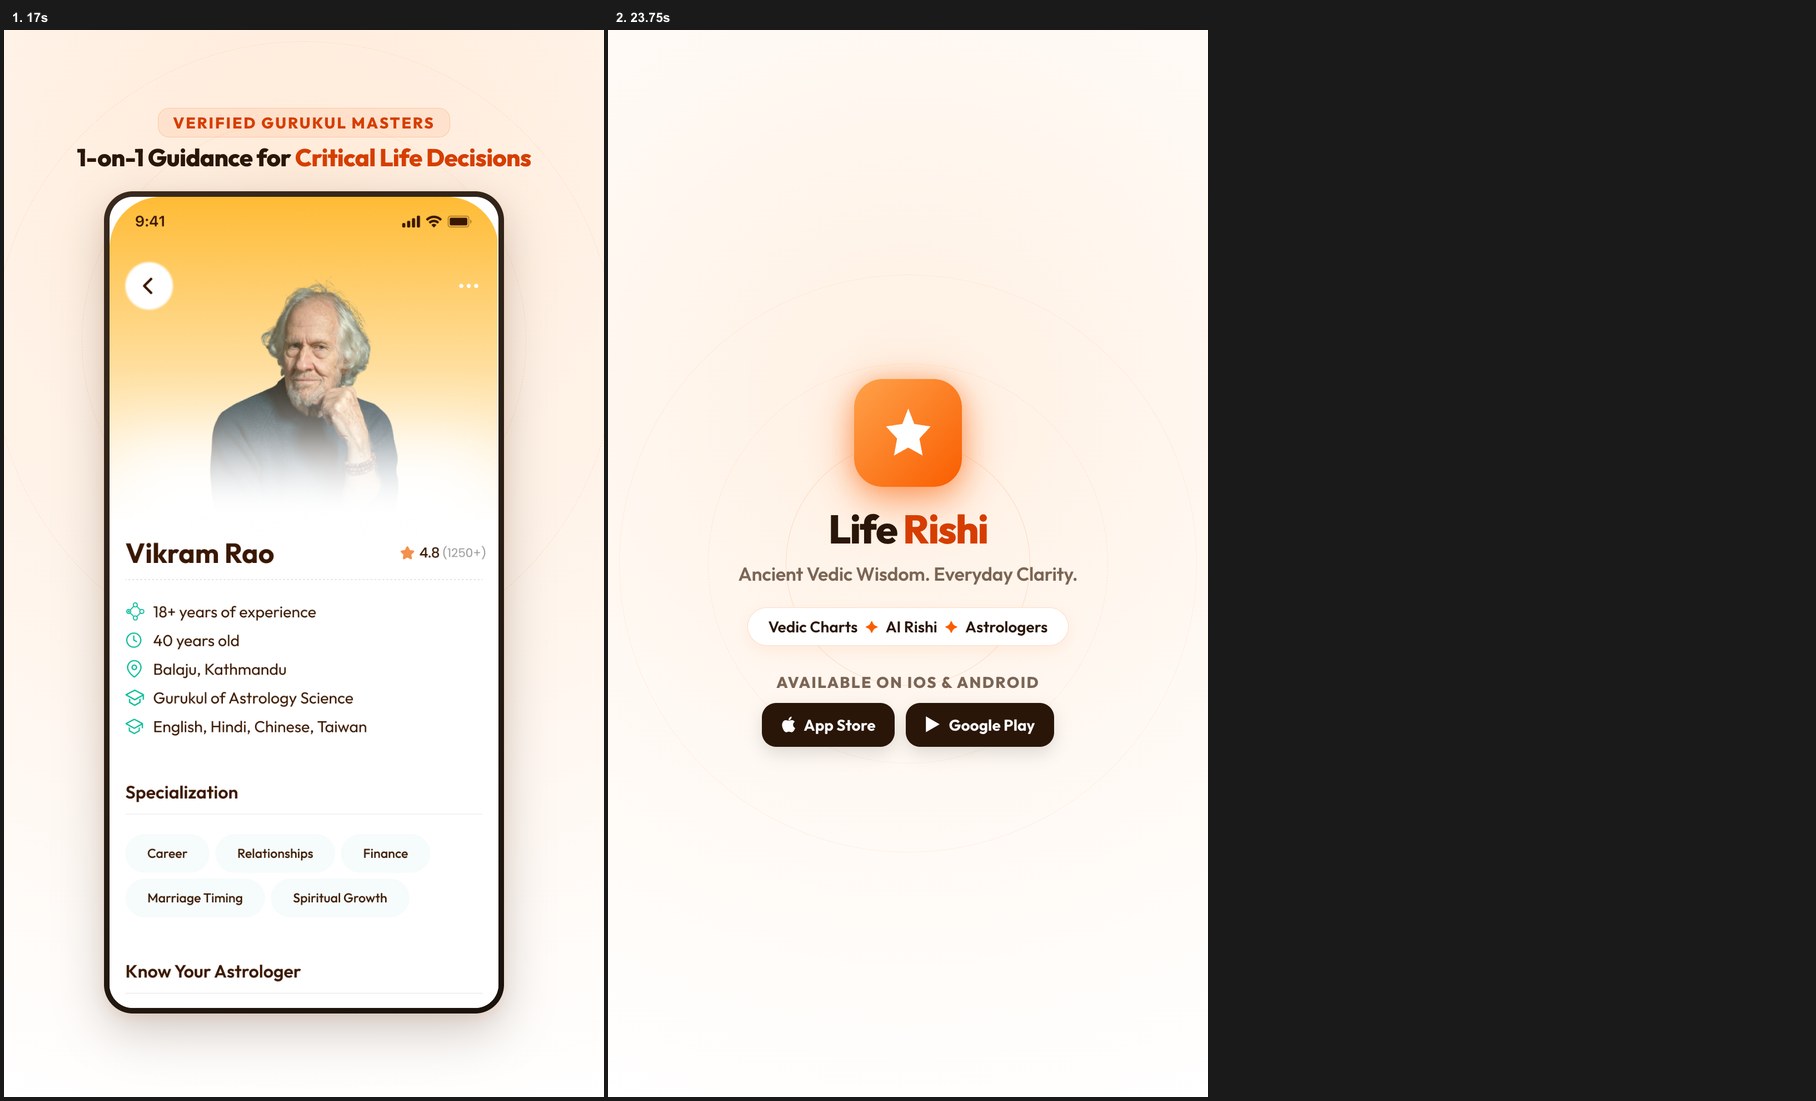 1. 17s
VERIFIED GURUKUL MASTERS
1-on-1 Guidance for Critical Life Decisions
9:41
Vikram Rao
4.8 (1250+)
18+ years of experience
40 years old
Balaju, Kathmandu
Gurukul of Astrology Science
English, Hindi, Chinese, Taiwan
Specialization
Career Relationships Finance
Marriage Timing Spiritual Growth
Know Your Astrologer
2. 23.75s
Life Rishi
Ancient Vedic Wisdom. Everyday Clarity.
Vedic Charts ✦ AI Rishi ✦ Astrologers
AVAILABLE ON IOS & ANDROID
App Store Google Play